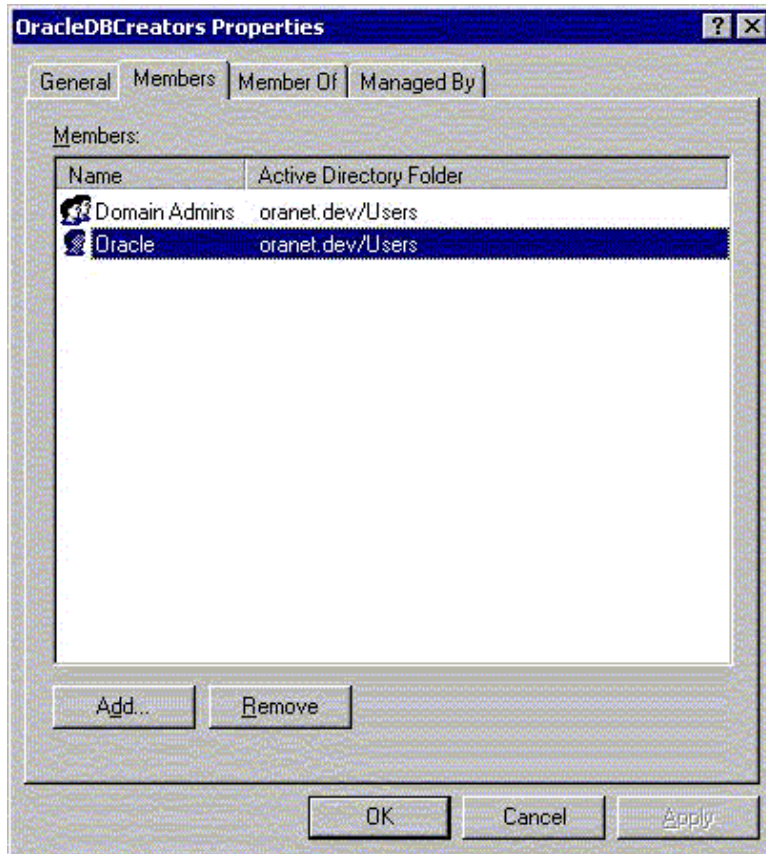 OracleDBCreators Properties
? X
General Members Member Of Managed By
Members:
Name Active Directory Folder
Domain Admins oranet.dev/Users
Oracle oranet.dev/Users
Add... Remove
OK Cancel Apply